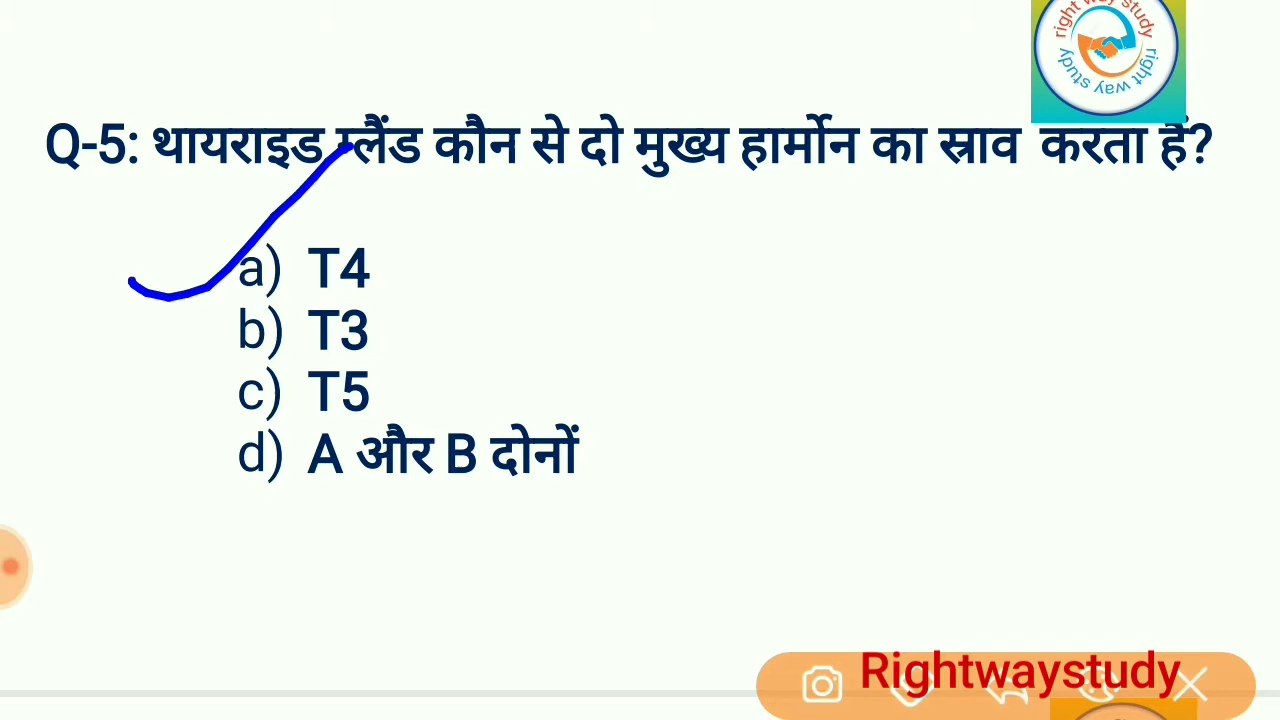 right way study right way study
Q-5: थायराइड ग्लैंड कौन से दो मुख्य हार्मोन का स्राव करता हैं?
a) T4
b) T3
c) T5
d) A और B दोनों
Rightwaystudy